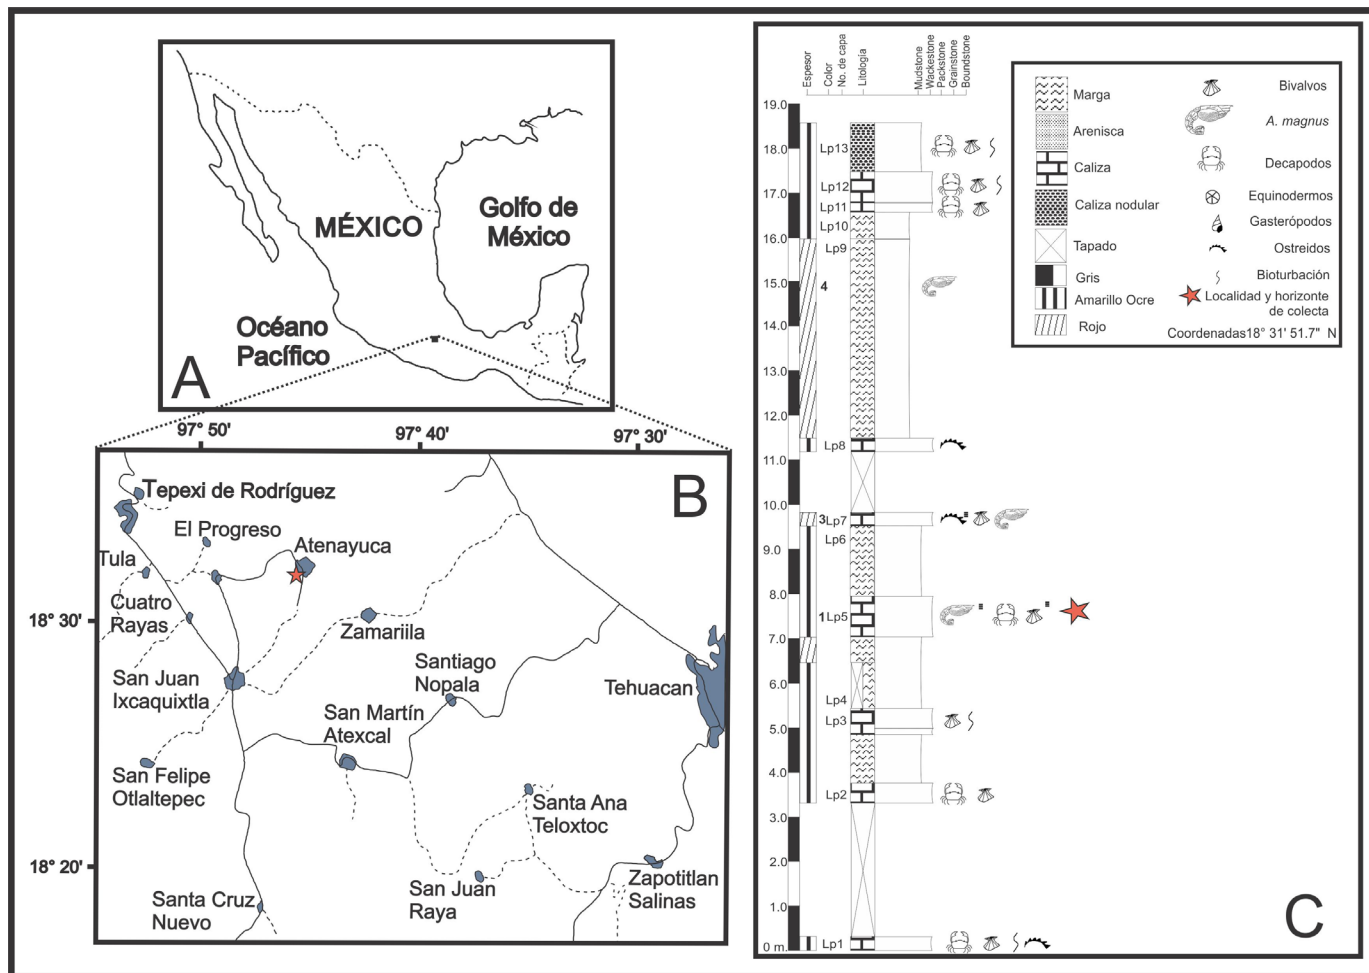 MÉXICO
Golfo de
México
Océano
Pacífico
A
97° 50'
97° 40'
97° 30'
18° 30'
18° 20'
B
Tepexi de Rodríguez
El Progreso
Atenayuca
Tula
Cuatro
Rayas
Zamariila
San Juan
Ixcaquixtla
Santiago
Nopala
Tehuacan
San Martín
Atexcal
San Felipe
Otlaltepec
Santa Ana
Teloxtoc
San Juan
Raya
Zapotitlan
Salinas
Santa Cruz
Nuevo
Espesor
Color
No. de capa
Litología
Mudstone
Wackestone
Packstone
Grainstone
Boundstone
19.0
18.0
17.0
16.0
15.0
14.0
13.0
12.0
11.0
10.0
9.0
8.0
7.0
6.0
5.0
4.0
3.0
2.0
1.0
0 m
Lp13
Lp12
Lp11
Lp10
Lp9
4
Lp8
3Lp7
Lp6
1Lp5
Lp4
Lp3
Lp2
Lp1
C
Marga
Arenisca
Caliza
Caliza nodular
Tapado
Gris
Amarillo Ocre
Rojo
Bivalvos
A. magnus
Decapodos
Equinodermos
Gasterópodos
Ostreidos
Bioturbación
Localidad y horizonte
de colecta
Coordenadas18° 31' 51.7" N